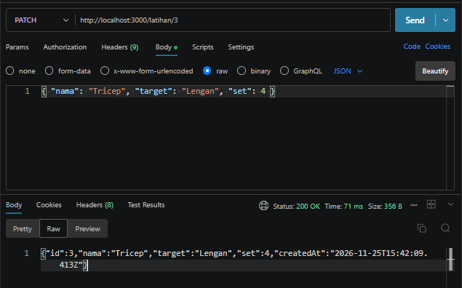 PATCH http://localhost:3000/latihan/3 Send
Params Authorization Headers (9) Body Scripts Settings Code Cookies
none form-data x-www-form-urlencoded raw binary GraphQL JSON Beautify
1 { "nama": "Tricep", "target": "Lengan", "set": 4 }
Body Cookies Headers (8) Test Results Status: 200 OK Time: 71 ms Size: 356 B
Pretty Raw Preview
1 {"id":3,"nama":"Tricep","target":"Lengan","set":4,"createdAt":"2026-11-25T15:42:09.
413Z"}